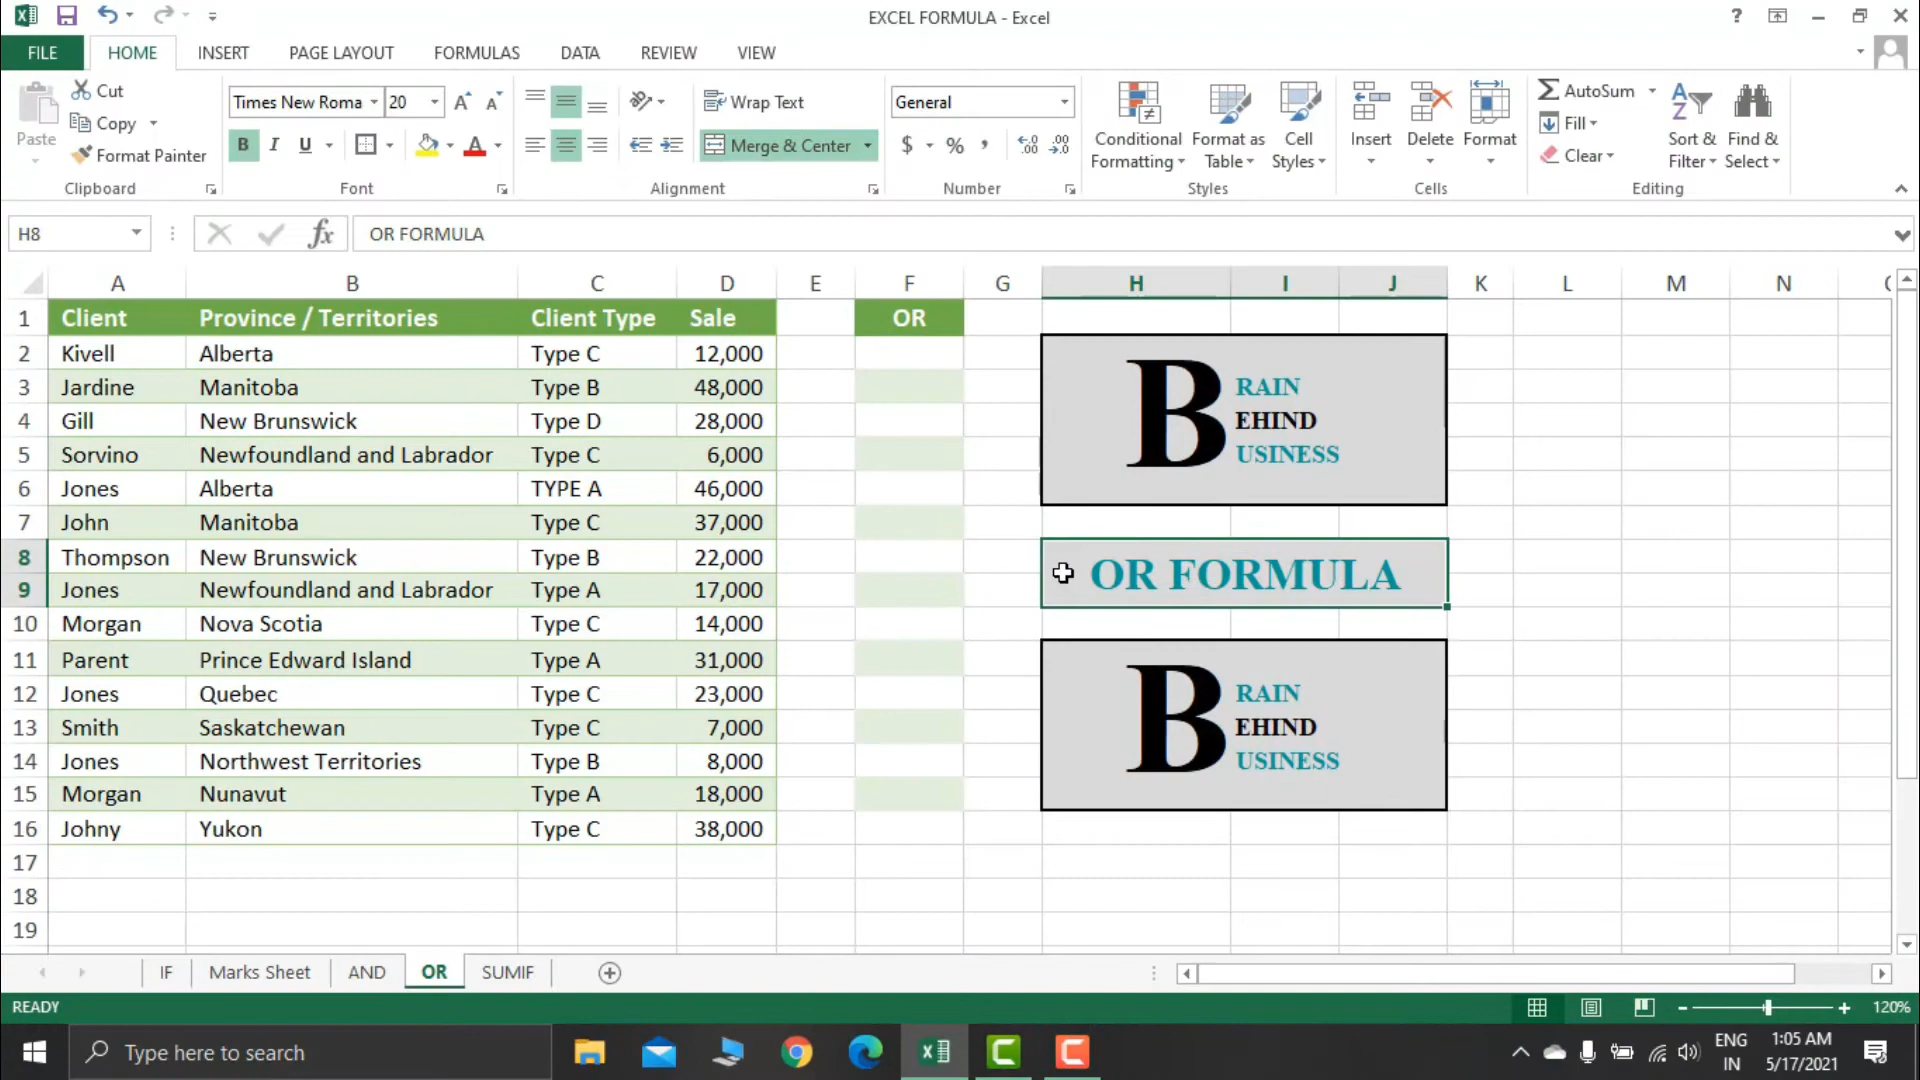 EXCEL FORMULA - Excel
FILE HOME INSERT PAGE LAYOUT FORMULAS DATA REVIEW VIEW
Paste
Cut
Copy
Format Painter
Clipboard
Times New Roma 20
B I U
Font
Wrap Text
Merge & Center
Alignment
General
$ % ,
Number
Conditional Formatting
Format as Table
Cell Styles
Styles
Insert Delete Format
Cells
AutoSum
Fill
Clear
Sort & Filter
Find & Select
Editing
H8 fx OR FORMULA
A B C D E F G H I J K L M N
1 Client Province / Territories Client Type Sale OR
2 Kivell Alberta Type C 12,000
3 Jardine Manitoba Type B 48,000
4 Gill New Brunswick Type D 28,000
5 Sorvino Newfoundland and Labrador Type C 6,000
6 Jones Alberta TYPE A 46,000
7 John Manitoba Type C 37,000
8 Thompson New Brunswick Type B 22,000
9 Jones Newfoundland and Labrador Type A 17,000
10 Morgan Nova Scotia Type C 14,000
11 Parent Prince Edward Island Type A 31,000
12 Jones Quebec Type C 23,000
13 Smith Saskatchewan Type C 7,000
14 Jones Northwest Territories Type B 8,000
15 Morgan Nunavut Type A 18,000
16 Johny Yukon Type C 38,000
17
18
19
B RAIN
EHIND
USINESS
OR FORMULA
B RAIN
EHIND
USINESS
IF Marks Sheet AND OR SUMIF
READY 120%
Type here to search
ENG
IN
1:05 AM
5/17/2021